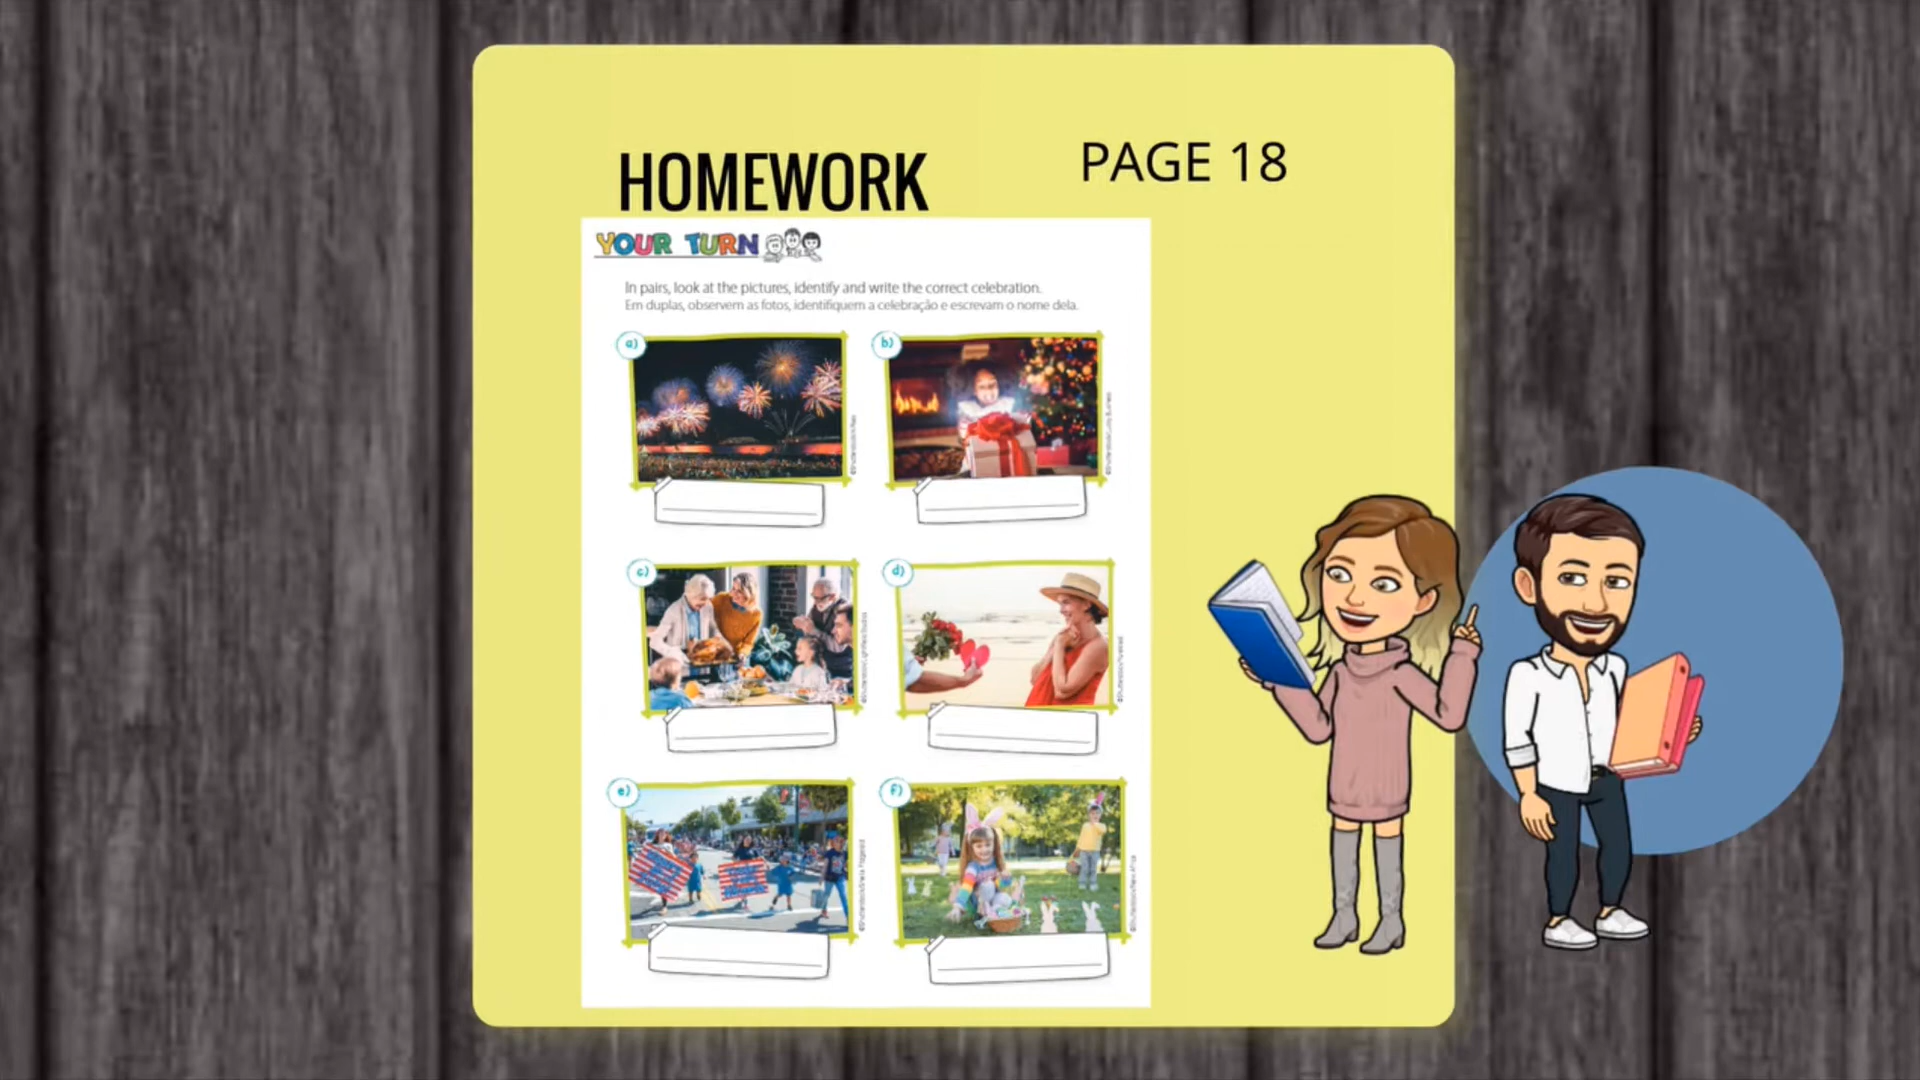 HOMEWORK
PAGE 18
YOUR TURN
In pairs, look at the pictures, identify and write the correct celebration.
Em duplas, observem as fotos, identifiquem a celebração e escrevam o nome dela.
a)
b)
c)
d)
e)
f)